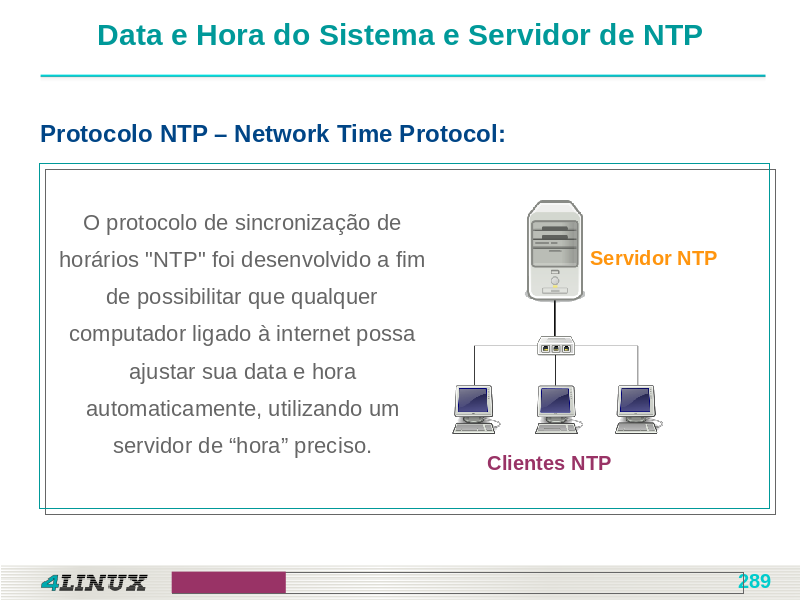 Data e Hora do Sistema e Servidor de NTP
Protocolo NTP – Network Time Protocol:
O protocolo de sincronização de
horários "NTP" foi desenvolvido a fim
de possibilitar que qualquer
computador ligado à internet possa
ajustar sua data e hora
automaticamente, utilizando um
servidor de “hora” preciso.
Servidor NTP
Clientes NTP
4LINUX
289